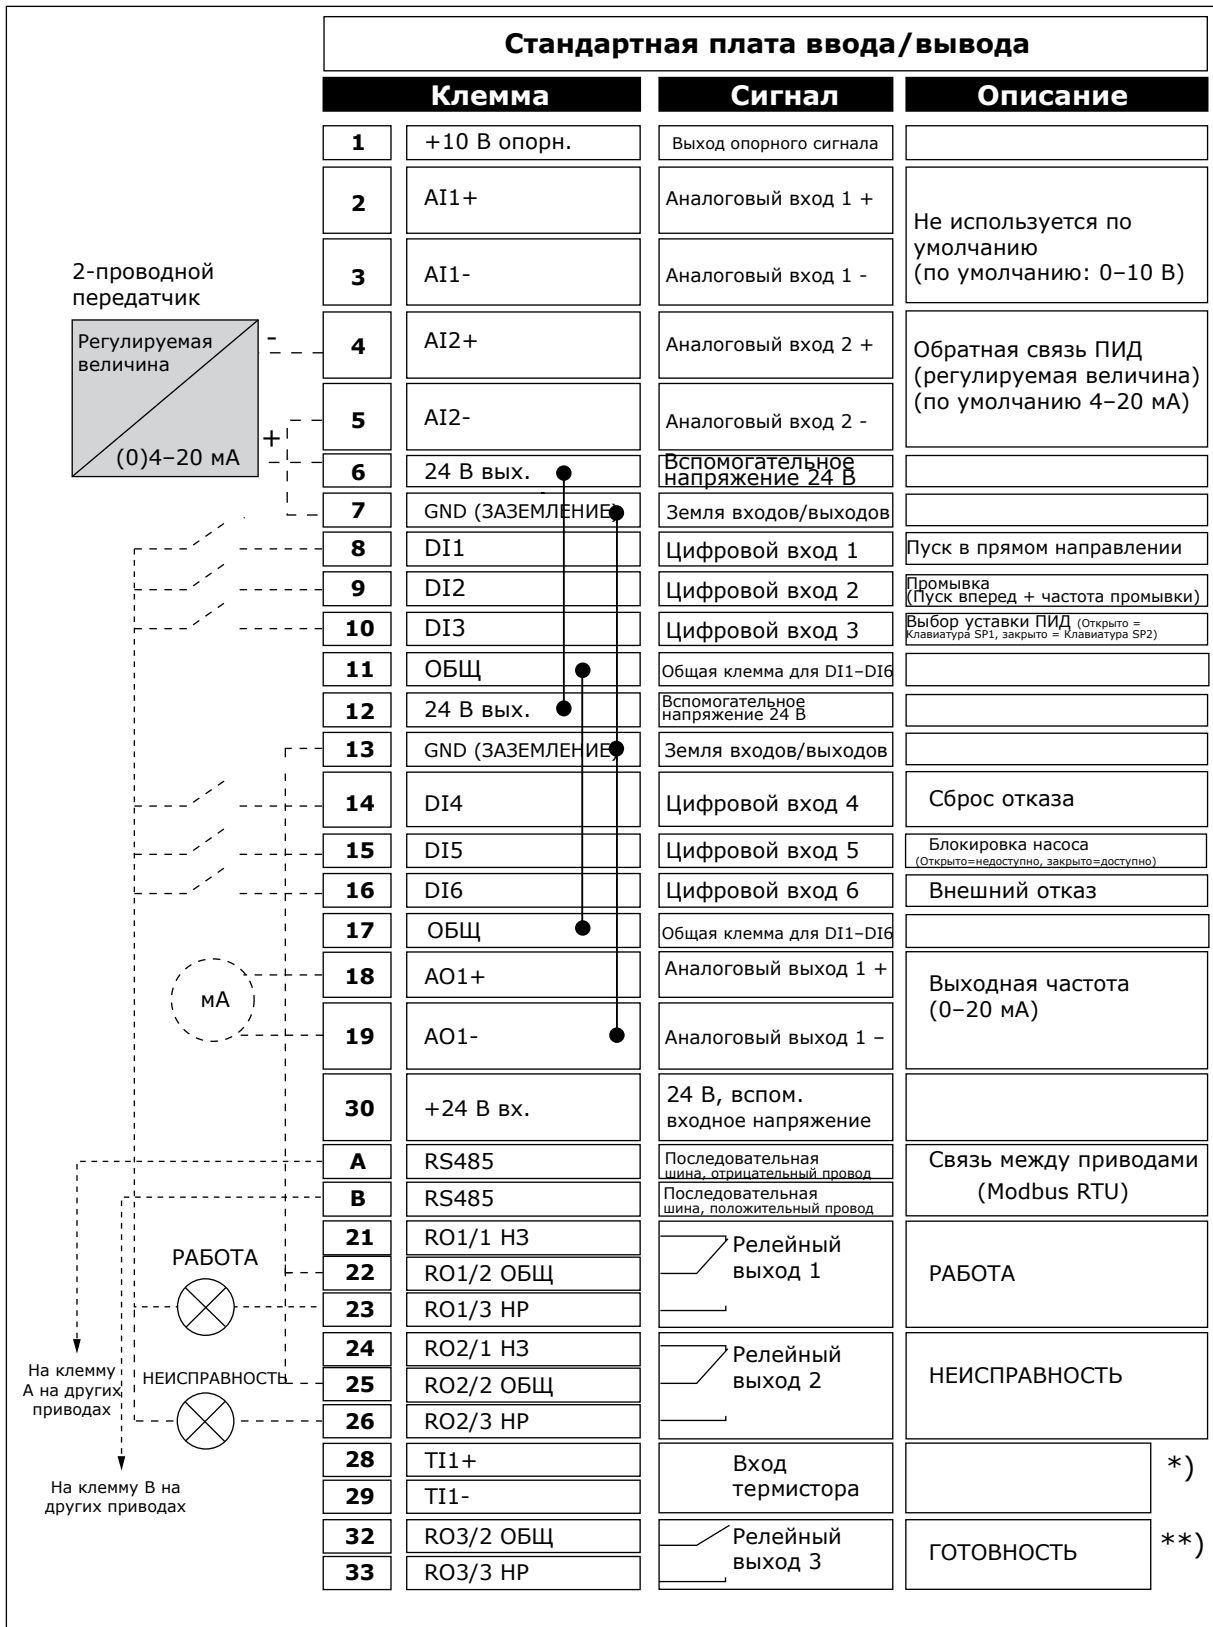 Стандартная плата ввода/вывода
Клемма Сигнал Описание
1 +10 В опорн. Выход опорного сигнала
2 AI1+ Аналоговый вход 1 +
Не используется по
умолчанию
(по умолчанию: 0–10 В)
3 AI1- Аналоговый вход 1 -
2-проводной
передатчик
Регулируемая
величина
-
+
(0)4–20 мА
4 AI2+ Аналоговый вход 2 +
Обратная связь ПИД
(регулируемая величина)
(по умолчанию 4–20 мА)
5 AI2- Аналоговый вход 2 -
6 24 В вых. Вспомогательное
напряжение 24 В
7 GND (ЗАЗЕМЛЕНИЕ) Земля входов/выходов
8 DI1 Цифровой вход 1 Пуск в прямом направлении
9 DI2 Цифровой вход 2 Промывка
(Пуск вперед + частота промывки)
10 DI3 Цифровой вход 3 Выбор уставки ПИД (Открыто =
Клавиатура SP1, закрыто = Клавиатура SP2)
11 ОБЩ Общая клемма для DI1–DI6
12 24 В вых. Вспомогательное
напряжение 24 В
13 GND (ЗАЗЕМЛЕНИЕ) Земля входов/выходов
14 DI4 Цифровой вход 4 Сброс отказа
15 DI5 Цифровой вход 5 Блокировка насоса
(Открыто=недоступно, закрыто=доступно)
16 DI6 Цифровой вход 6 Внешний отказ
17 ОБЩ Общая клемма для DI1–DI6
мА
18 AO1+ Аналоговый выход 1 +
Выходная частота
(0–20 мА)
19 AO1- Аналоговый выход 1 –
30 +24 В вх. 24 В, вспом.
входное напряжение
A RS485 Последовательная
шина, отрицательный провод
Связь между приводами
(Modbus RTU)
B RS485 Последовательная
шина, положительный провод
21 RO1/1 НЗ
РАБОТА
22 RO1/2 ОБЩ
Релейный
выход 1
РАБОТА
23 RO1/3 НР
24 RO2/1 НЗ
На клемму
А на других
приводах
НЕИСПРАВНОСТЬ
25 RO2/2 ОБЩ
Релейный
выход 2
НЕИСПРАВНОСТЬ
26 RO2/3 НР
На клемму В на
других приводах
28 TI1+
Вход
термистора
*)
29 TI1-
32 RO3/2 ОБЩ
Релейный
выход 3
ГОТОВНОСТЬ
**)
33 RO3/3 НР